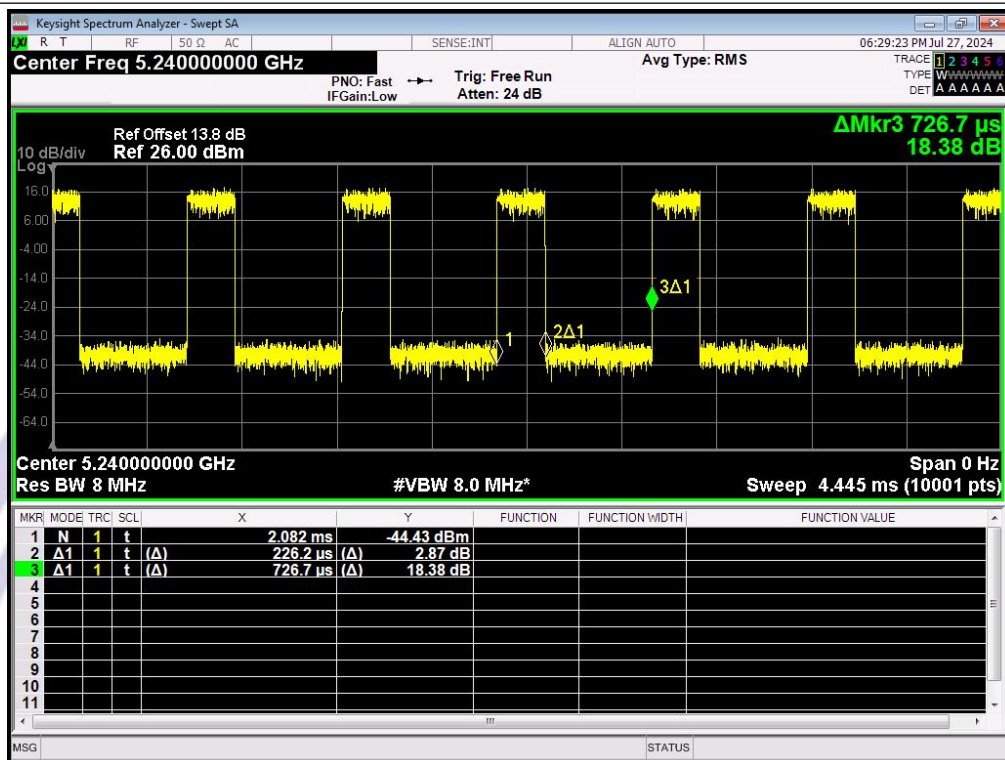 Keysight Spectrum Analyzer - Swept SA
LXI R T RF 50 Ω AC SENSE:INT ALIGN AUTO 06:29:23 PM Jul 27, 2024
Center Freq 5.240000000 GHz Avg Type: RMS TRACE 1 2 3 4 5 6
PNO: Fast Trig: Free Run TYPE W
IFGain:Low Atten: 24 dB DET A A A A A A
ΔMkr3 726.7 µs
Ref Offset 13.8 dB
10 dB/div Ref 26.00 dBm 18.38 dB
Log
16.0
6.00
-4.00
-14.0
3Δ1
-24.0
-34.0
1 2Δ1
-44.0
-54.0
-64.0
Center 5.240000000 GHz Span 0 Hz
Res BW 8 MHz #VBW 8.0 MHz* Sweep 4.445 ms (10001 pts)
MKR MODE TRC SCL X Y FUNCTION FUNCTION WIDTH FUNCTION VALUE
1 N 1 t 2.082 ms -44.43 dBm
2 Δ1 1 t (Δ) 226.2 µs (Δ) 2.87 dB
3 Δ1 1 t (Δ) 726.7 µs (Δ) 18.38 dB
4
5
6
7
8
9
10
11
MSG STATUS